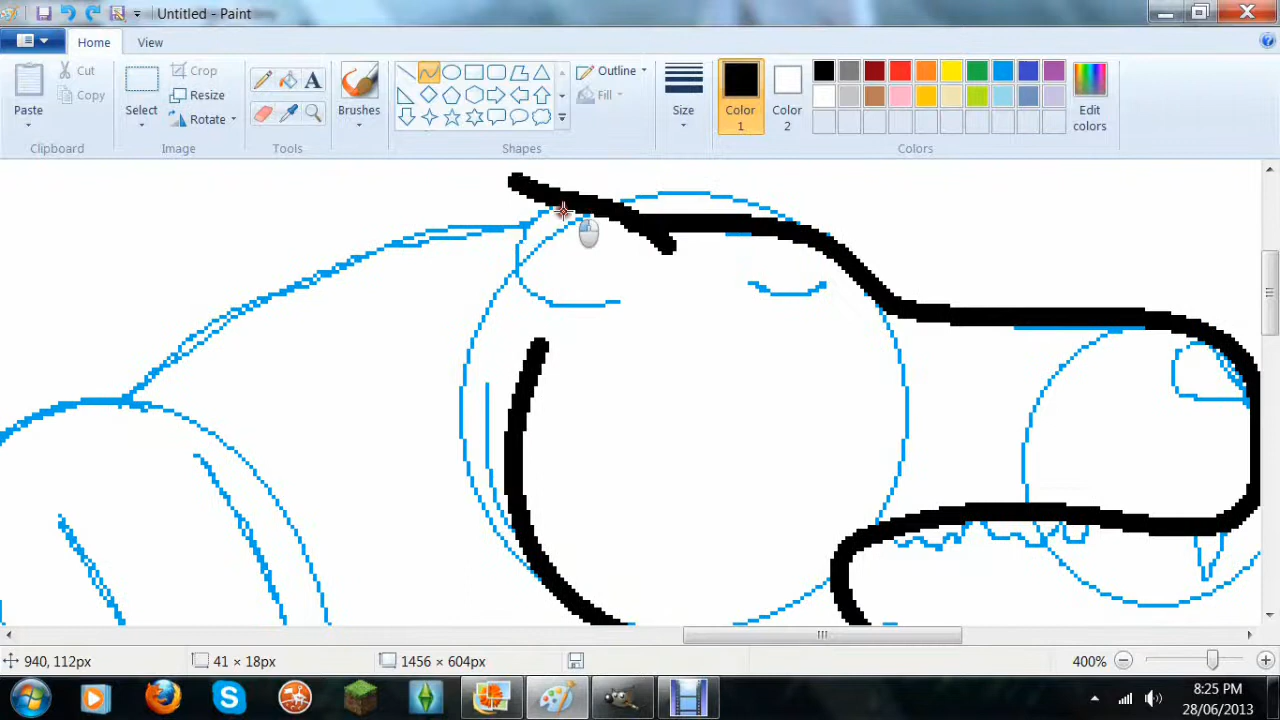 Untitled - Paint
Home View
Paste
Cut
Copy
Clipboard
Select
Crop
Resize
Rotate
Image
A
Tools
Brushes
Outline
Fill
Shapes
Size
Color 1
Color 2
Edit colors
Colors
940, 112px 41 × 18px 1456 × 604px 400%
8:25 PM
28/06/2013